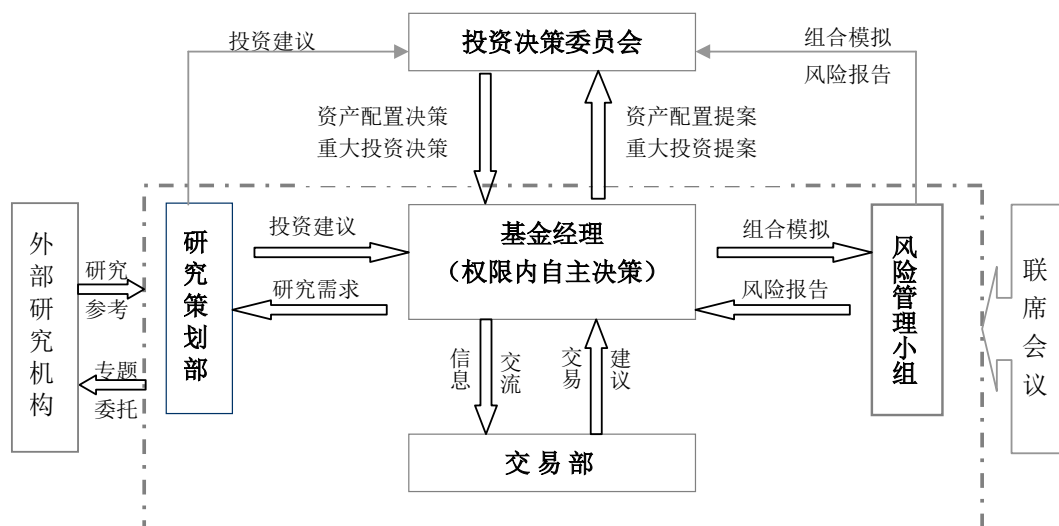 投资决策委员会
投资建议
组合模拟
风险报告
资产配置决策
重大投资决策
资产配置提案
重大投资提案
外部研究机构
研究
参考
专题
委托
研究策划部
投资建议
研究需求
基金经理
（权限内自主决策）
组合模拟
风险报告
风险管理小组
联席会议
信息
交流
交易
建议
交易部